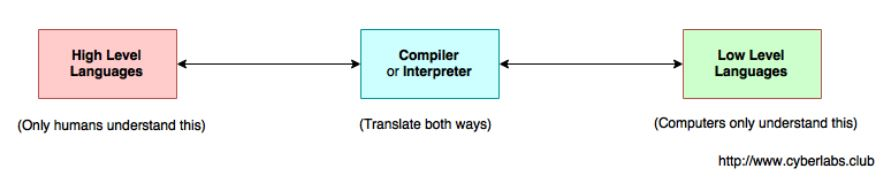 High Level
Languages
Compiler
or Interpreter
Low Level
Languages
(Only humans understand this)
(Translate both ways)
(Computers only understand this)
http://www.cyberlabs.club